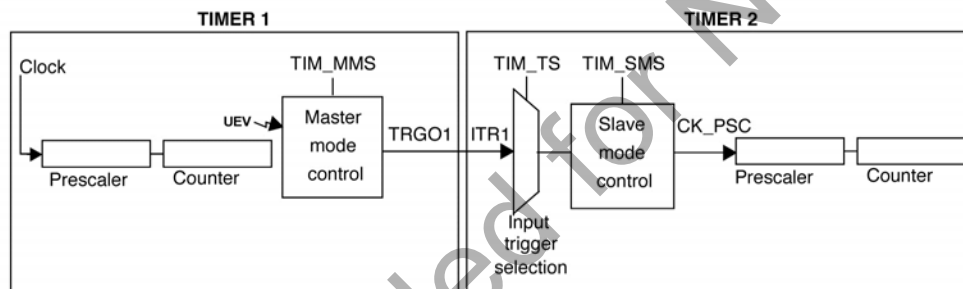 TIMER 1
TIMER 2
Clock
TIM_MMS
TIM_TS
TIM_SMS
UEV
Master
mode
control
TRGO1
ITR1
Slave
mode
control
CK_PSC
Prescaler
Counter
Prescaler
Counter
Input
trigger
selection